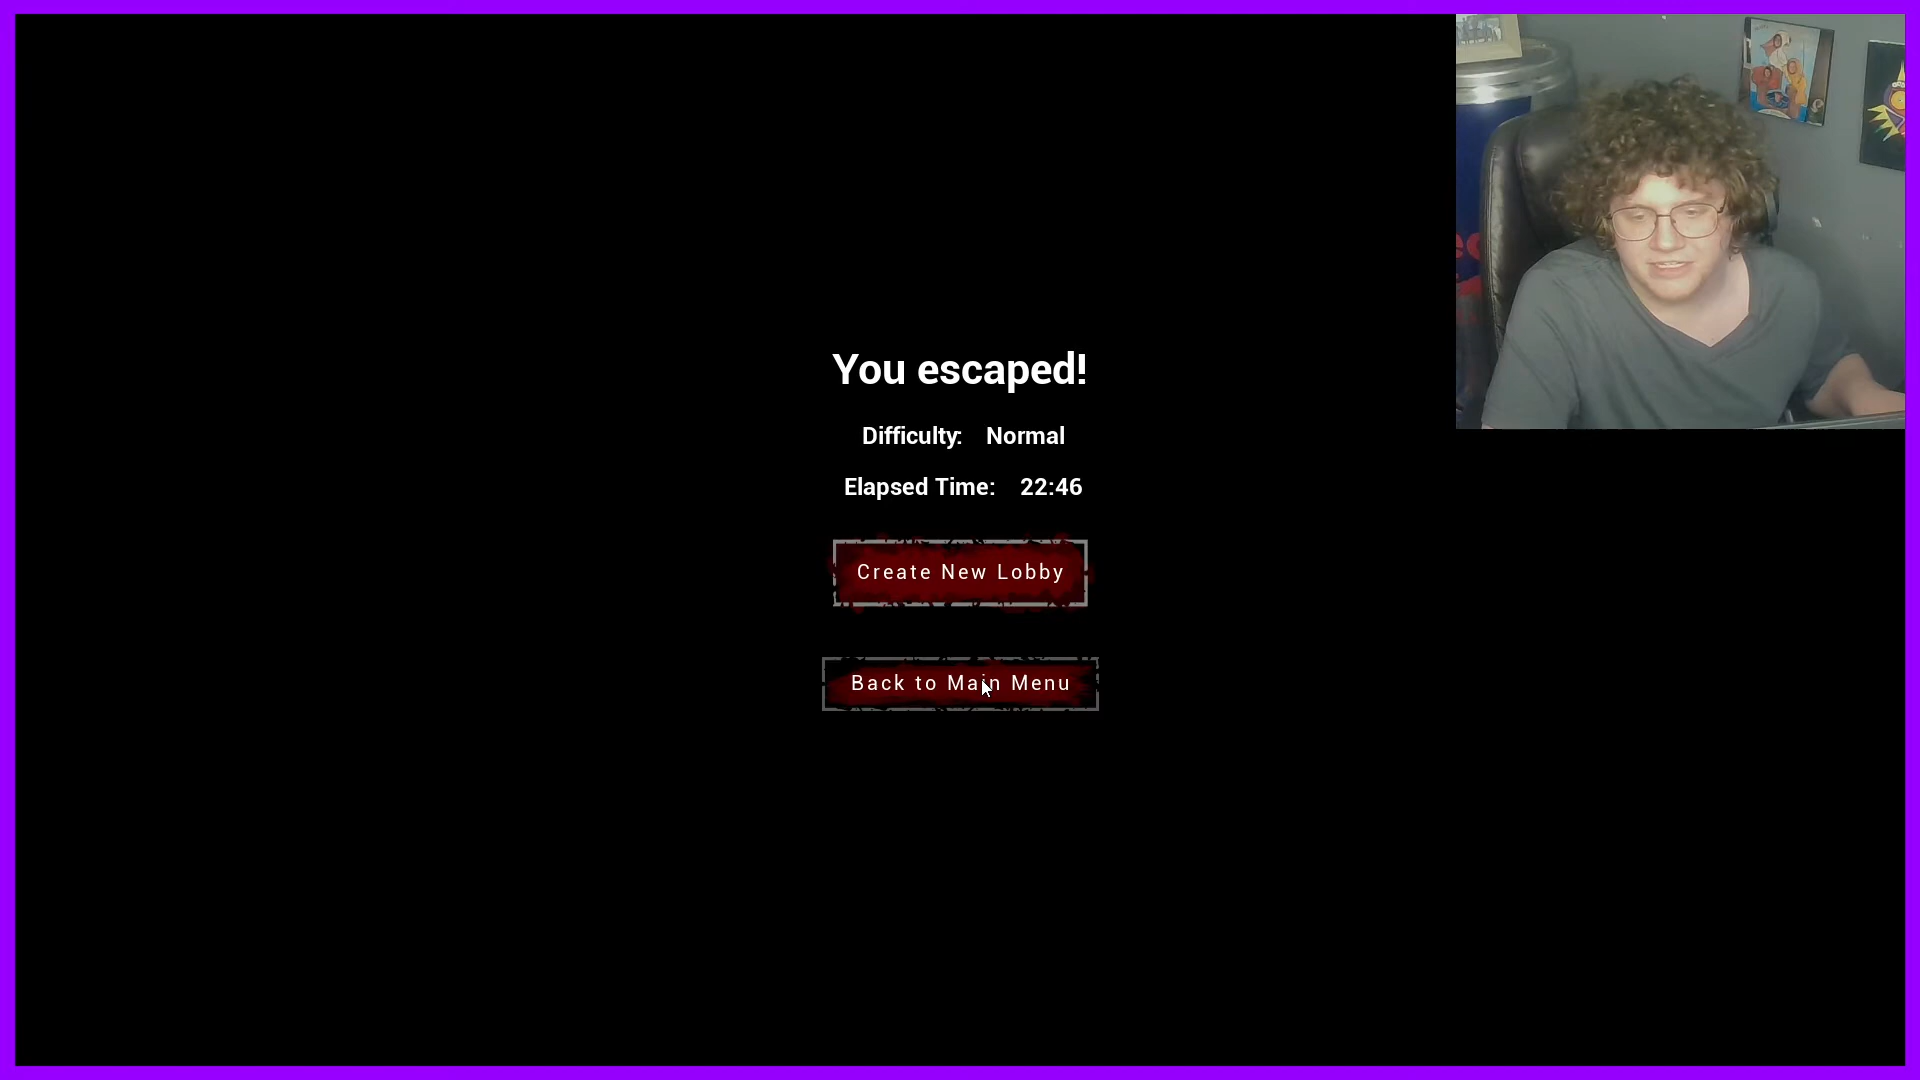 You escaped!
Difficulty: Normal
Elapsed Time: 22:46
Create New Lobby
Back to Main Menu